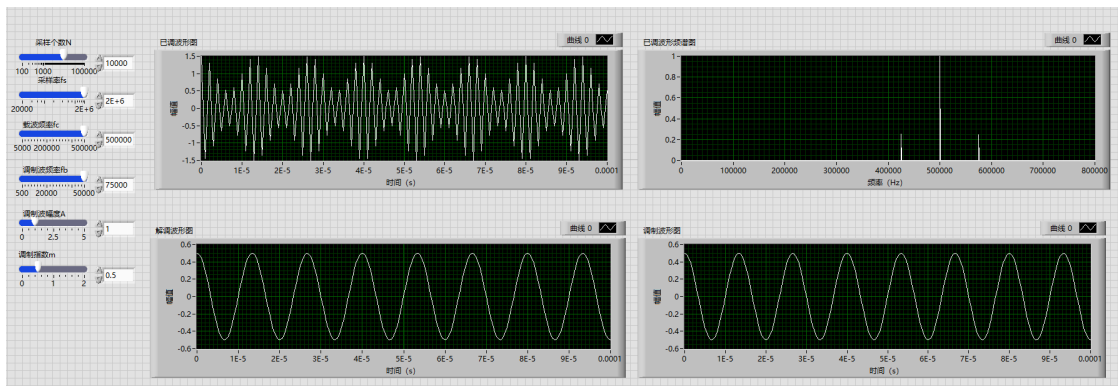 采样个数N
10000
100 1000 100000
采样率fs
2E+6
20000 2E+6
载波频率fc
500000
5000 200000 500000
调制波频率fb
75000
500 20000 50000
调制波幅度A
1
0 2.5 5
调制指数m
0.5
0 1 2
已调波形图
曲线 0
幅值
1.5
1
0.5
0
-0.5
-1
-1.5
0 1E-5 2E-5 3E-5 4E-5 5E-5 6E-5 7E-5 8E-5 9E-5 0.0001
时间（s）
已调波形频谱图
曲线 0
幅值
1
0.8
0.6
0.4
0.2
0
0 100000 200000 300000 400000 500000 600000 700000 800000
频率（Hz）
解调波形图
曲线 0
幅值
0.6
0.4
0.2
0
-0.2
-0.4
-0.6
0 1E-5 2E-5 3E-5 4E-5 5E-5 6E-5 7E-5 8E-5 9E-5 0.0001
时间（s）
调制波形图
曲线 0
幅值
0.6
0.4
0.2
0
-0.2
-0.4
-0.6
0 1E-5 2E-5 3E-5 4E-5 5E-5 6E-5 7E-5 8E-5 9E-5 0.0001
时间（s）